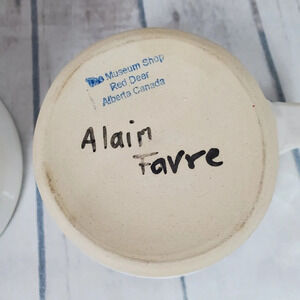 The Museum Shop
Red Deer
Alberta Canada
Alain
Favre